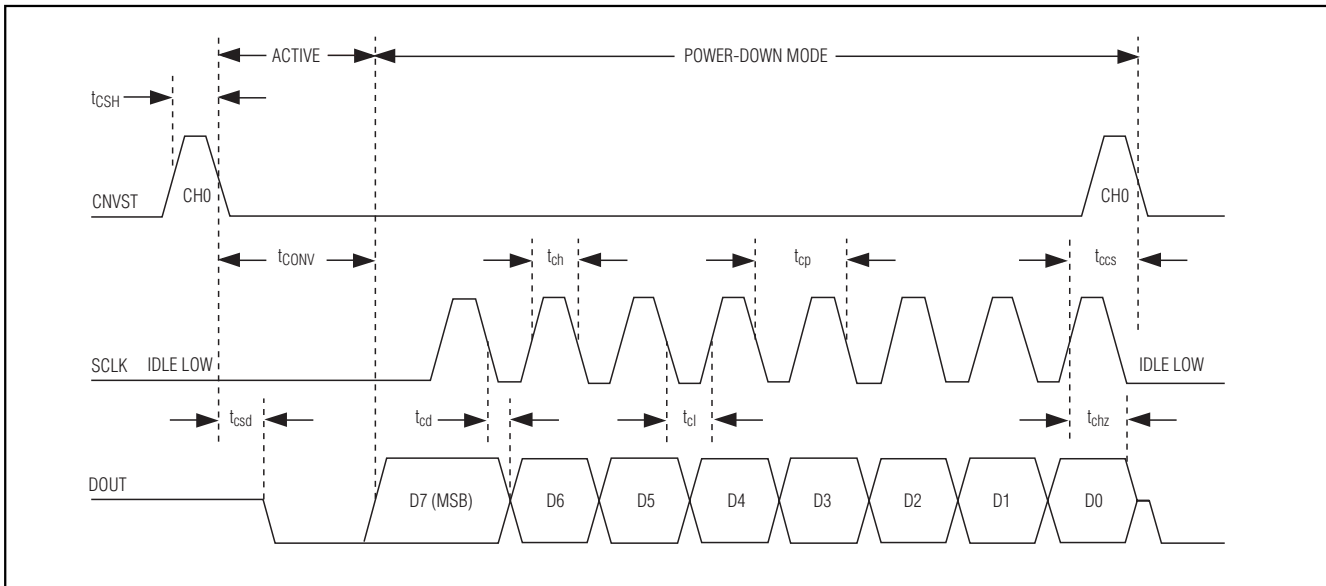 ACTIVE
POWER-DOWN MODE
tCSH
CNVST
CH0
CH0
tCONV
tch
tcp
tccs
SCLK
IDLE LOW
IDLE LOW
tcsd
tcd
tcl
tchz
DOUT
D7 (MSB)
D6
D5
D4
D3
D2
D1
D0